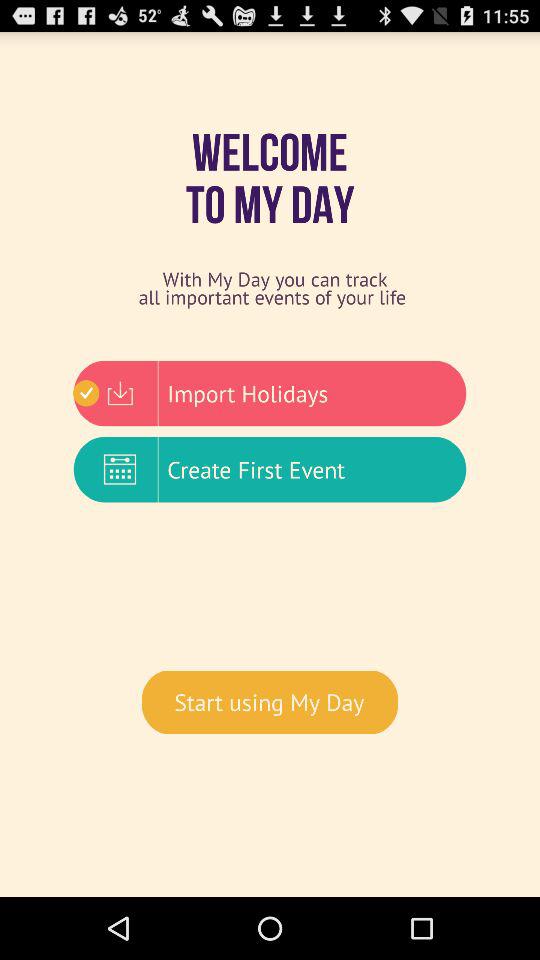 52° 11:55
WELCOME
TO MY DAY
With My Day you can track
all important events of your life
Import Holidays
Create First Event
Start using My Day